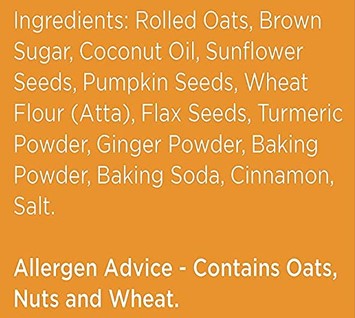 Ingredients: Rolled Oats, Brown
Sugar, Coconut Oil, Sunflower
Seeds, Pumpkin Seeds, Wheat
Flour (Atta), Flax Seeds, Turmeric
Powder, Ginger Powder, Baking
Powder, Baking Soda, Cinnamon,
Salt.
Allergen Advice - Contains Oats,
Nuts and Wheat.